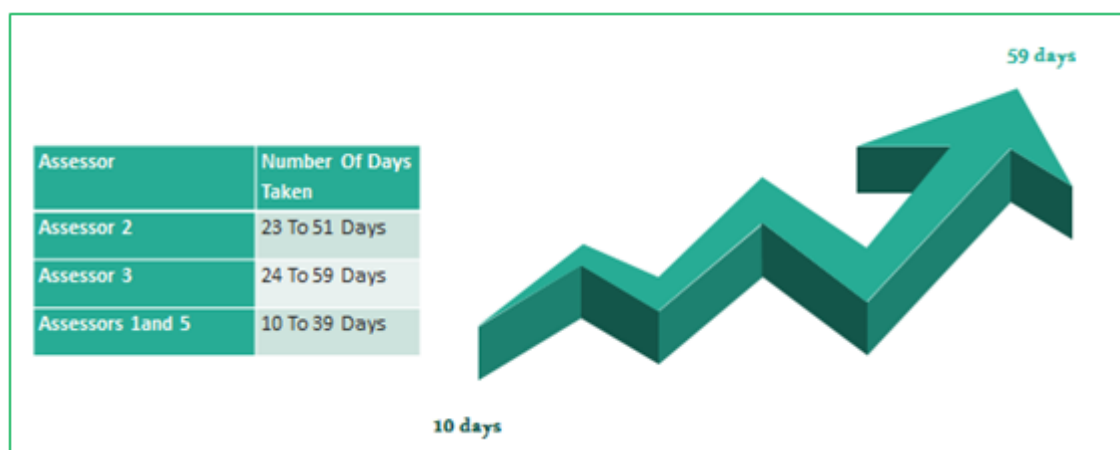 59 days
Assessor
Number Of Days
Taken
Assessor 2
23 To 51 Days
Assessor 3
24 To 59 Days
Assessors 1and 5
10 To 39 Days
10 days